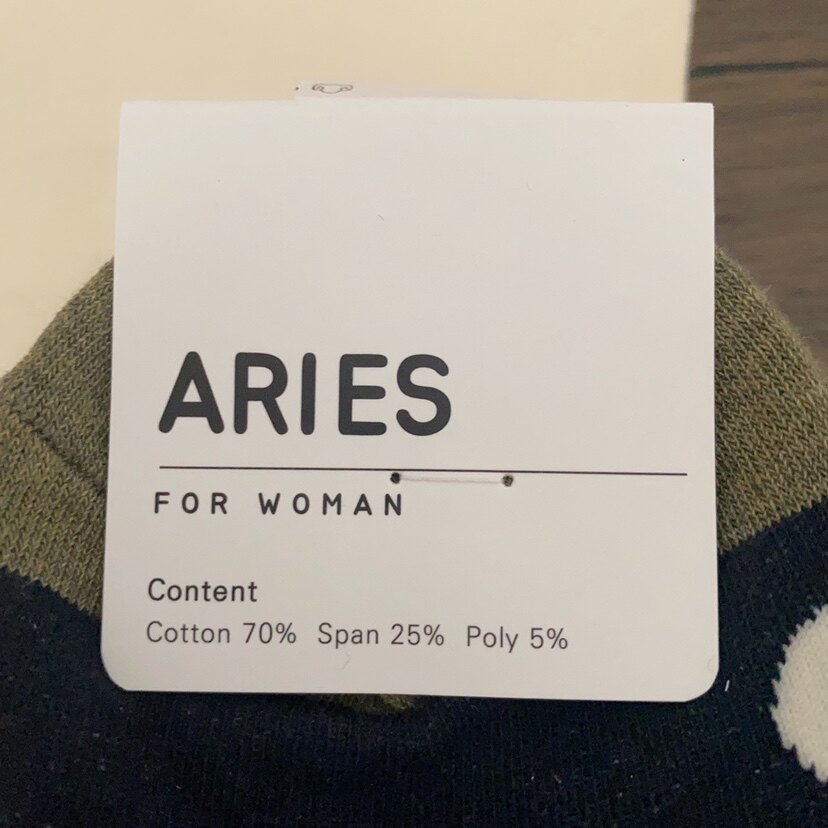 ARIES
FOR WOMAN
Content
Cotton 70% Span 25% Poly 5%